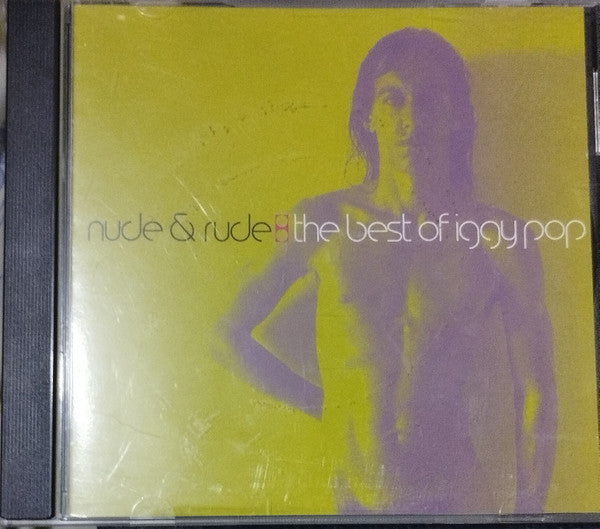 nude & rude: the best of iggy pop